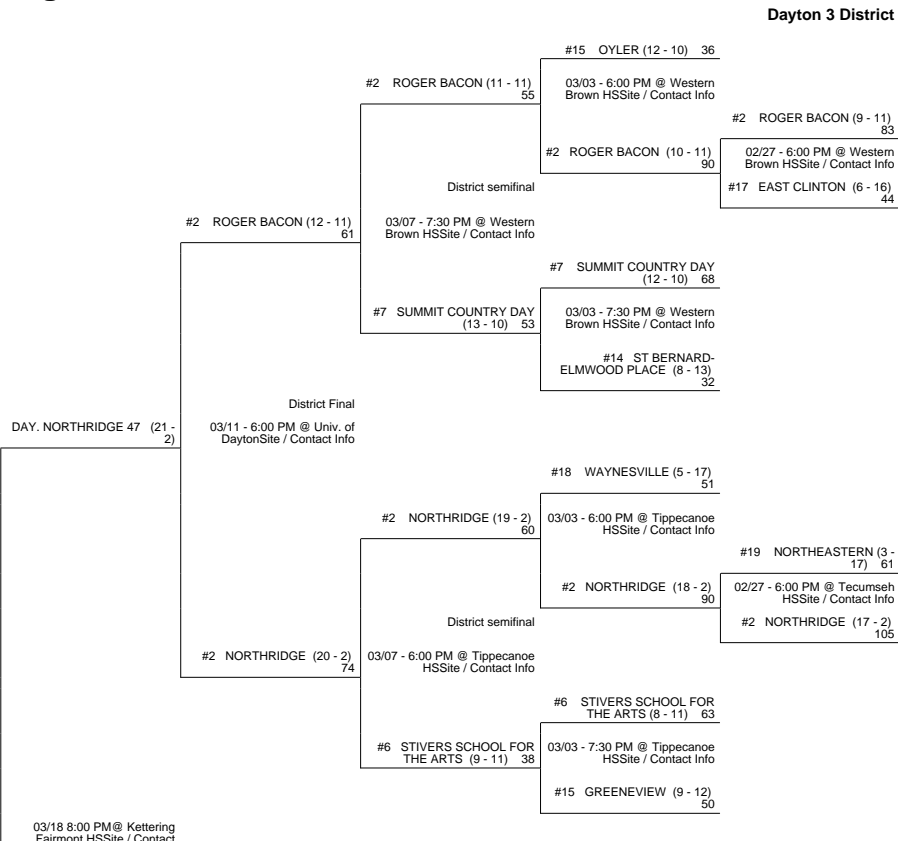 Dayton 3 District
#15 OYLER (12 - 10) 36
#2 ROGER BACON (11 - 11)
55
03/03 - 6:00 PM @ Western
Brown HSSite / Contact Info
#2 ROGER BACON (9 - 11)
83
#2 ROGER BACON (10 - 11)
90
02/27 - 6:00 PM @ Western
Brown HSSite / Contact Info
#17 EAST CLINTON (6 - 16)
44
District semifinal
#2 ROGER BACON (12 - 11)
61
03/07 - 7:30 PM @ Western
Brown HSSite / Contact Info
#7 SUMMIT COUNTRY DAY
(12 - 10) 68
#7 SUMMIT COUNTRY DAY
(13 - 10) 53
03/03 - 7:30 PM @ Western
Brown HSSite / Contact Info
#14 ST BERNARD-
ELMWOOD PLACE (8 - 13)
32
District Final
DAY. NORTHRIDGE 47 (21 -
2)
03/11 - 6:00 PM @ Univ. of
DaytonSite / Contact Info
#18 WAYNESVILLE (5 - 17)
51
#2 NORTHRIDGE (19 - 2)
60
03/03 - 6:00 PM @ Tippecanoe
HSSite / Contact Info
#19 NORTHEASTERN (3 -
17) 61
#2 NORTHRIDGE (18 - 2)
90
02/27 - 6:00 PM @ Tecumseh
HSSite / Contact Info
#2 NORTHRIDGE (17 - 2)
105
District semifinal
#2 NORTHRIDGE (20 - 2)
74
03/07 - 6:00 PM @ Tippecanoe
HSSite / Contact Info
#6 STIVERS SCHOOL FOR
THE ARTS (8 - 11) 63
#6 STIVERS SCHOOL FOR
THE ARTS (9 - 11) 38
03/03 - 7:30 PM @ Tippecanoe
HSSite / Contact Info
#15 GREENEVIEW (9 - 12)
50
03/18 8:00 PM@ Kettering
Fairmont HSSite / Contact